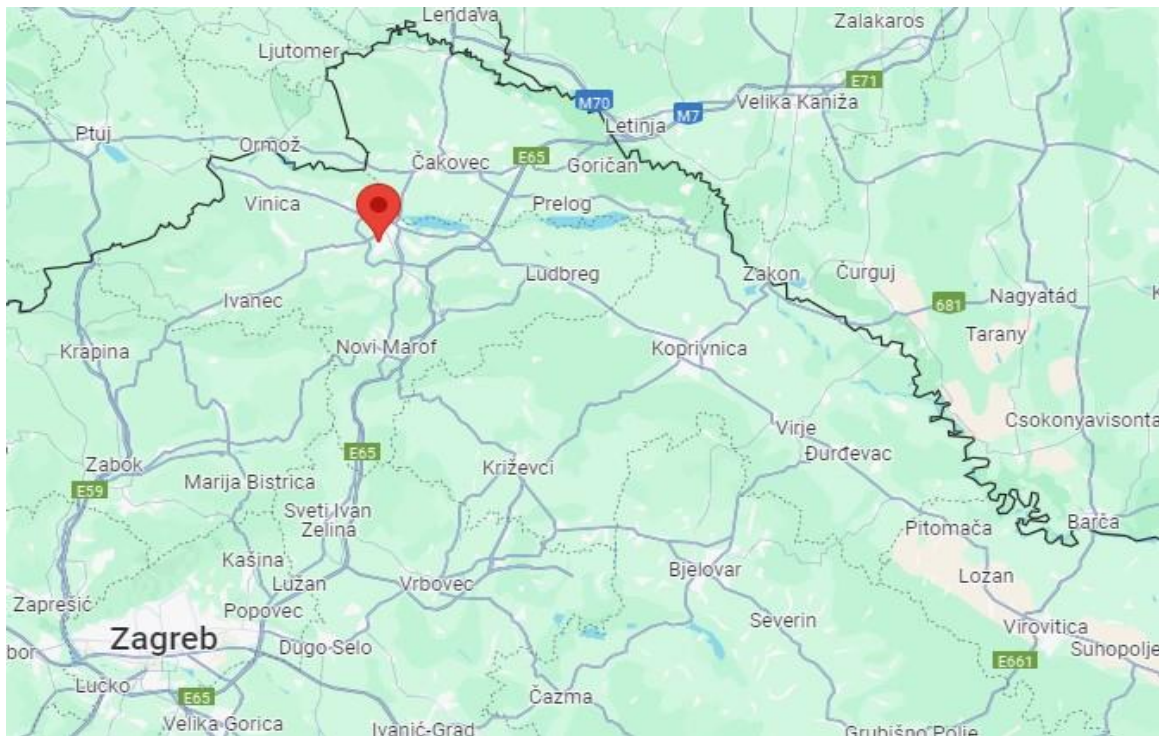 Lendava
Zalakaros
Ljutomer
E71
M70
Velika Kaniža
M7
Letinja
Ptuj
Ormož
Čakovec
E65
Goričan
Vinica
Prelog
Ludbreg
Zakon
Čurguj
Ivanec
681
Nagyatád
Tarany
Krapina
Novi Marof
Koprivnica
Csokonyavisonta
Virje
Đurđevac
E65
Zabok
Križevci
Marija Bistrica
E59
Sveti Ivan
Zelina
Pitomača
Barča
Kašina
Lužan
Vrbovec
Bjelovar
Lozan
Zaprešić
Popovec
Severin
Virovitica
Zagreb
Dugo Selo
bor
Suhopolje
E661
Lučko
E65
Čazma
Velika Gorica
Ivanić-Grad
Grubišno Polje